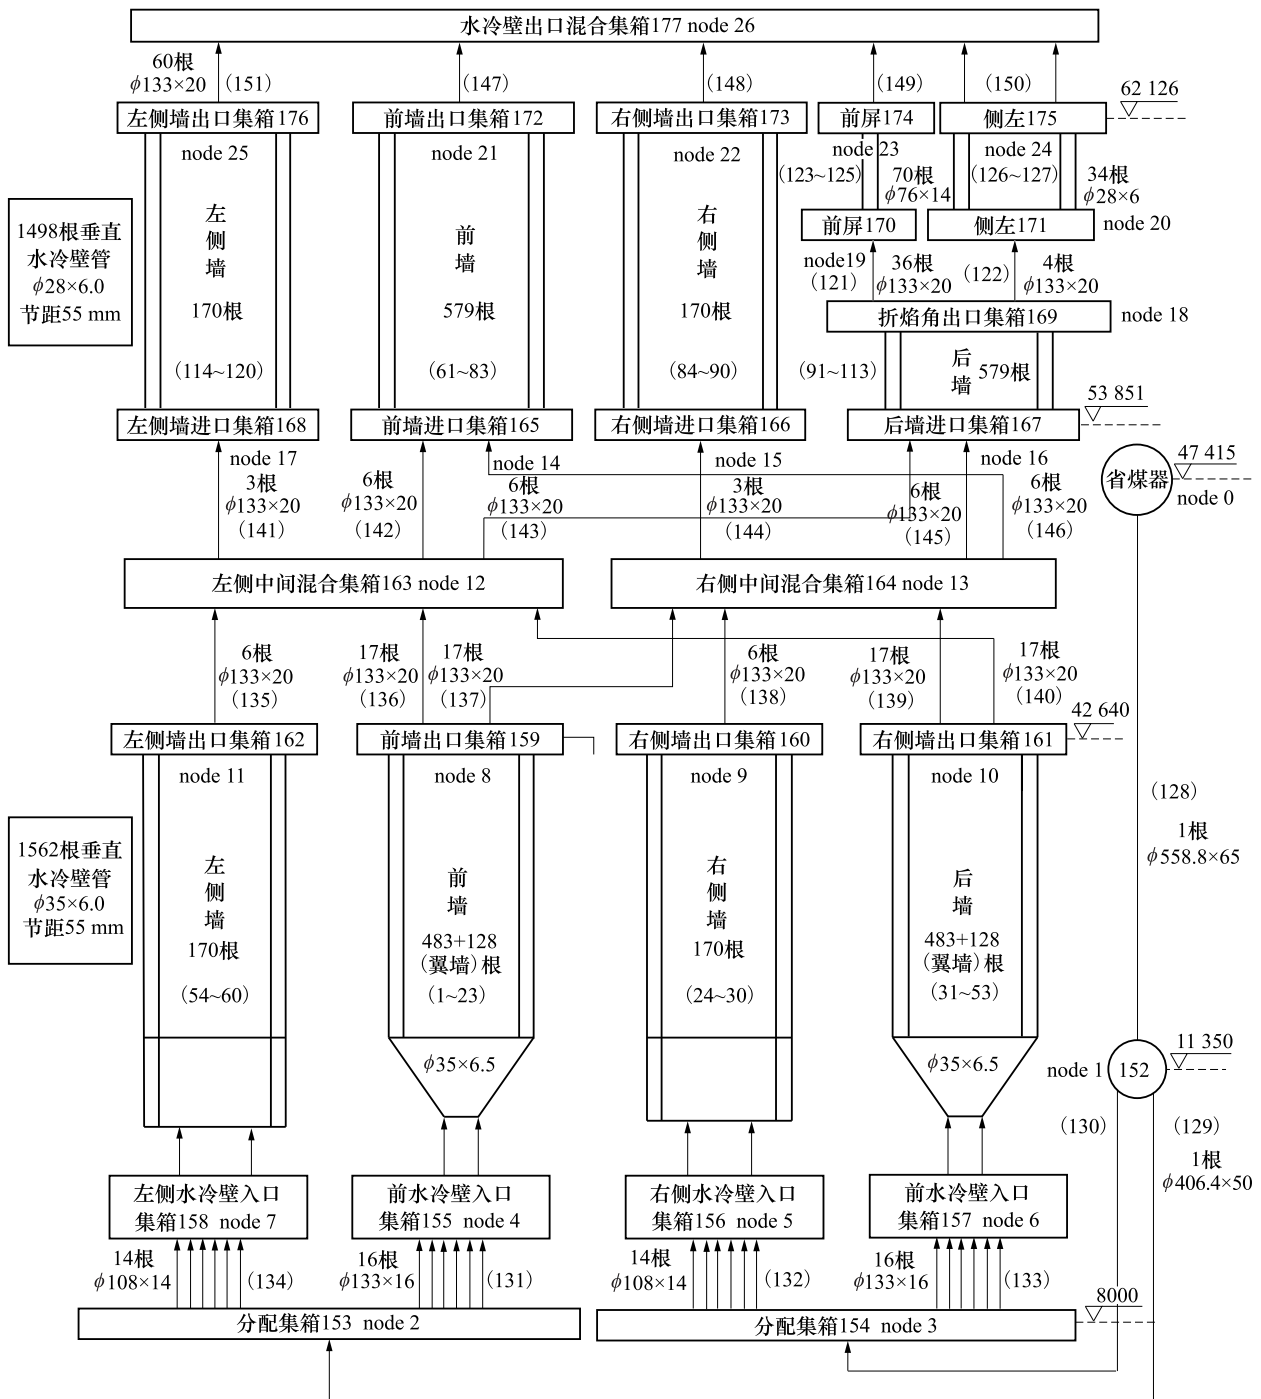 水冷壁出口混合集箱177 node 26
60根
ϕ133×20
（151）
（147）
（148）
（149）
（150）
62 126
左侧墙出口集箱176
前墙出口集箱172
右侧墙出口集箱173
前屏174
侧左175
node 25
node 21
node 22
node 23
node 24
（123~125）
70根
ϕ76×14
（126~127）
34根
ϕ28×6
1498根垂直
水冷壁管
ϕ28×6.0
节距55 mm
左
侧
墙
170根
（114~120）
前
墙
579根
（61~83）
右
侧
墙
170根
（84~90）
前屏170
侧左171
node 20
node19
（121）
36根
ϕ133×20
（122）
4根
ϕ133×20
折焰角出口集箱169
node 18
（91~113）
后
墙
579根
53 851
左侧墙进口集箱168
前墙进口集箱165
右侧墙进口集箱166
后墙进口集箱167
node 17
3根
ϕ133×20
（141）
6根
ϕ133×20
（142）
node 14
6根
ϕ133×20
（143）
node 15
3根
ϕ133×20
（144）
6根
ϕ133×20
（145）
node 16
6根
ϕ133×20
（146）
省煤器
47 415
node 0
左侧中间混合集箱163 node 12
右侧中间混合集箱164 node 13
6根
ϕ133×20
（135）
17根
ϕ133×20
（136）
17根
ϕ133×20
（137）
6根
ϕ133×20
（138）
17根
ϕ133×20
（139）
17根
ϕ133×20
（140）
42 640
左侧墙出口集箱162
前墙出口集箱159
右侧墙出口集箱160
右侧墙出口集箱161
node 11
node 8
node 9
node 10
（128）
1根
ϕ558.8×65
1562根垂直
水冷壁管
ϕ35×6.0
节距55 mm
左
侧
墙
170根
（54~60）
前
墙
483+128
（翼墙）根
（1~23）
右
侧
墙
170根
（24~30）
后
墙
483+128
（翼墙）根
（31~53）
ϕ35×6.5
ϕ35×6.5
11 350
node 1
152
（130）
（129）
1根
ϕ406.4×50
左侧水冷壁入口
集箱158 node 7
前水冷壁入口
集箱155 node 4
右侧水冷壁入口
集箱156 node 5
前水冷壁入口
集箱157 node 6
14根
ϕ108×14
（134）
16根
ϕ133×16
（131）
14根
ϕ108×14
（132）
16根
ϕ133×16
（133）
8000
分配集箱153 node 2
分配集箱154 node 3